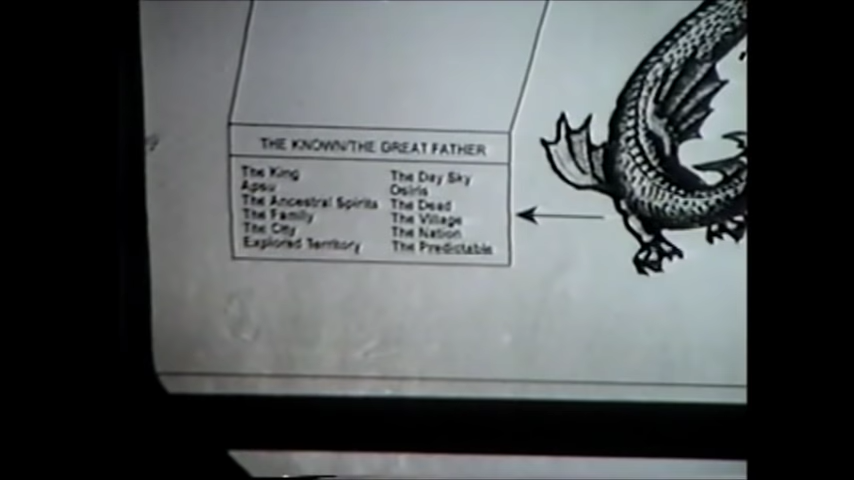 THE KNOWN/THE GREAT FATHER
The King The Day Sky
Apsu Osiris
The Ancestral Spirits The Dead
The Family The Village
The City The Nation
Explored Territory The Predictable